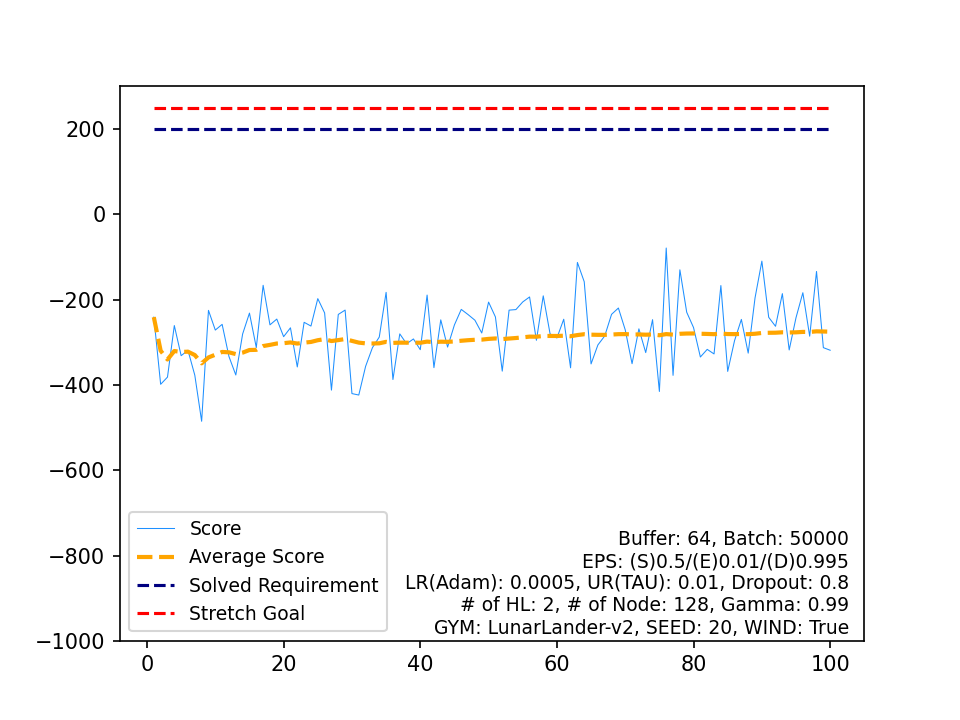 200
0
−200
−400
−600
−800
−1000
0
20
40
60
80
100
Score
Average Score
Solved Requirement
Stretch Goal
Buffer: 64, Batch: 50000
EPS: (S)0.5/(E)0.01/(D)0.995
LR(Adam): 0.0005, UR(TAU): 0.01, Dropout: 0.8
# of HL: 2, # of Node: 128, Gamma: 0.99
GYM: LunarLander-v2, SEED: 20, WIND: True